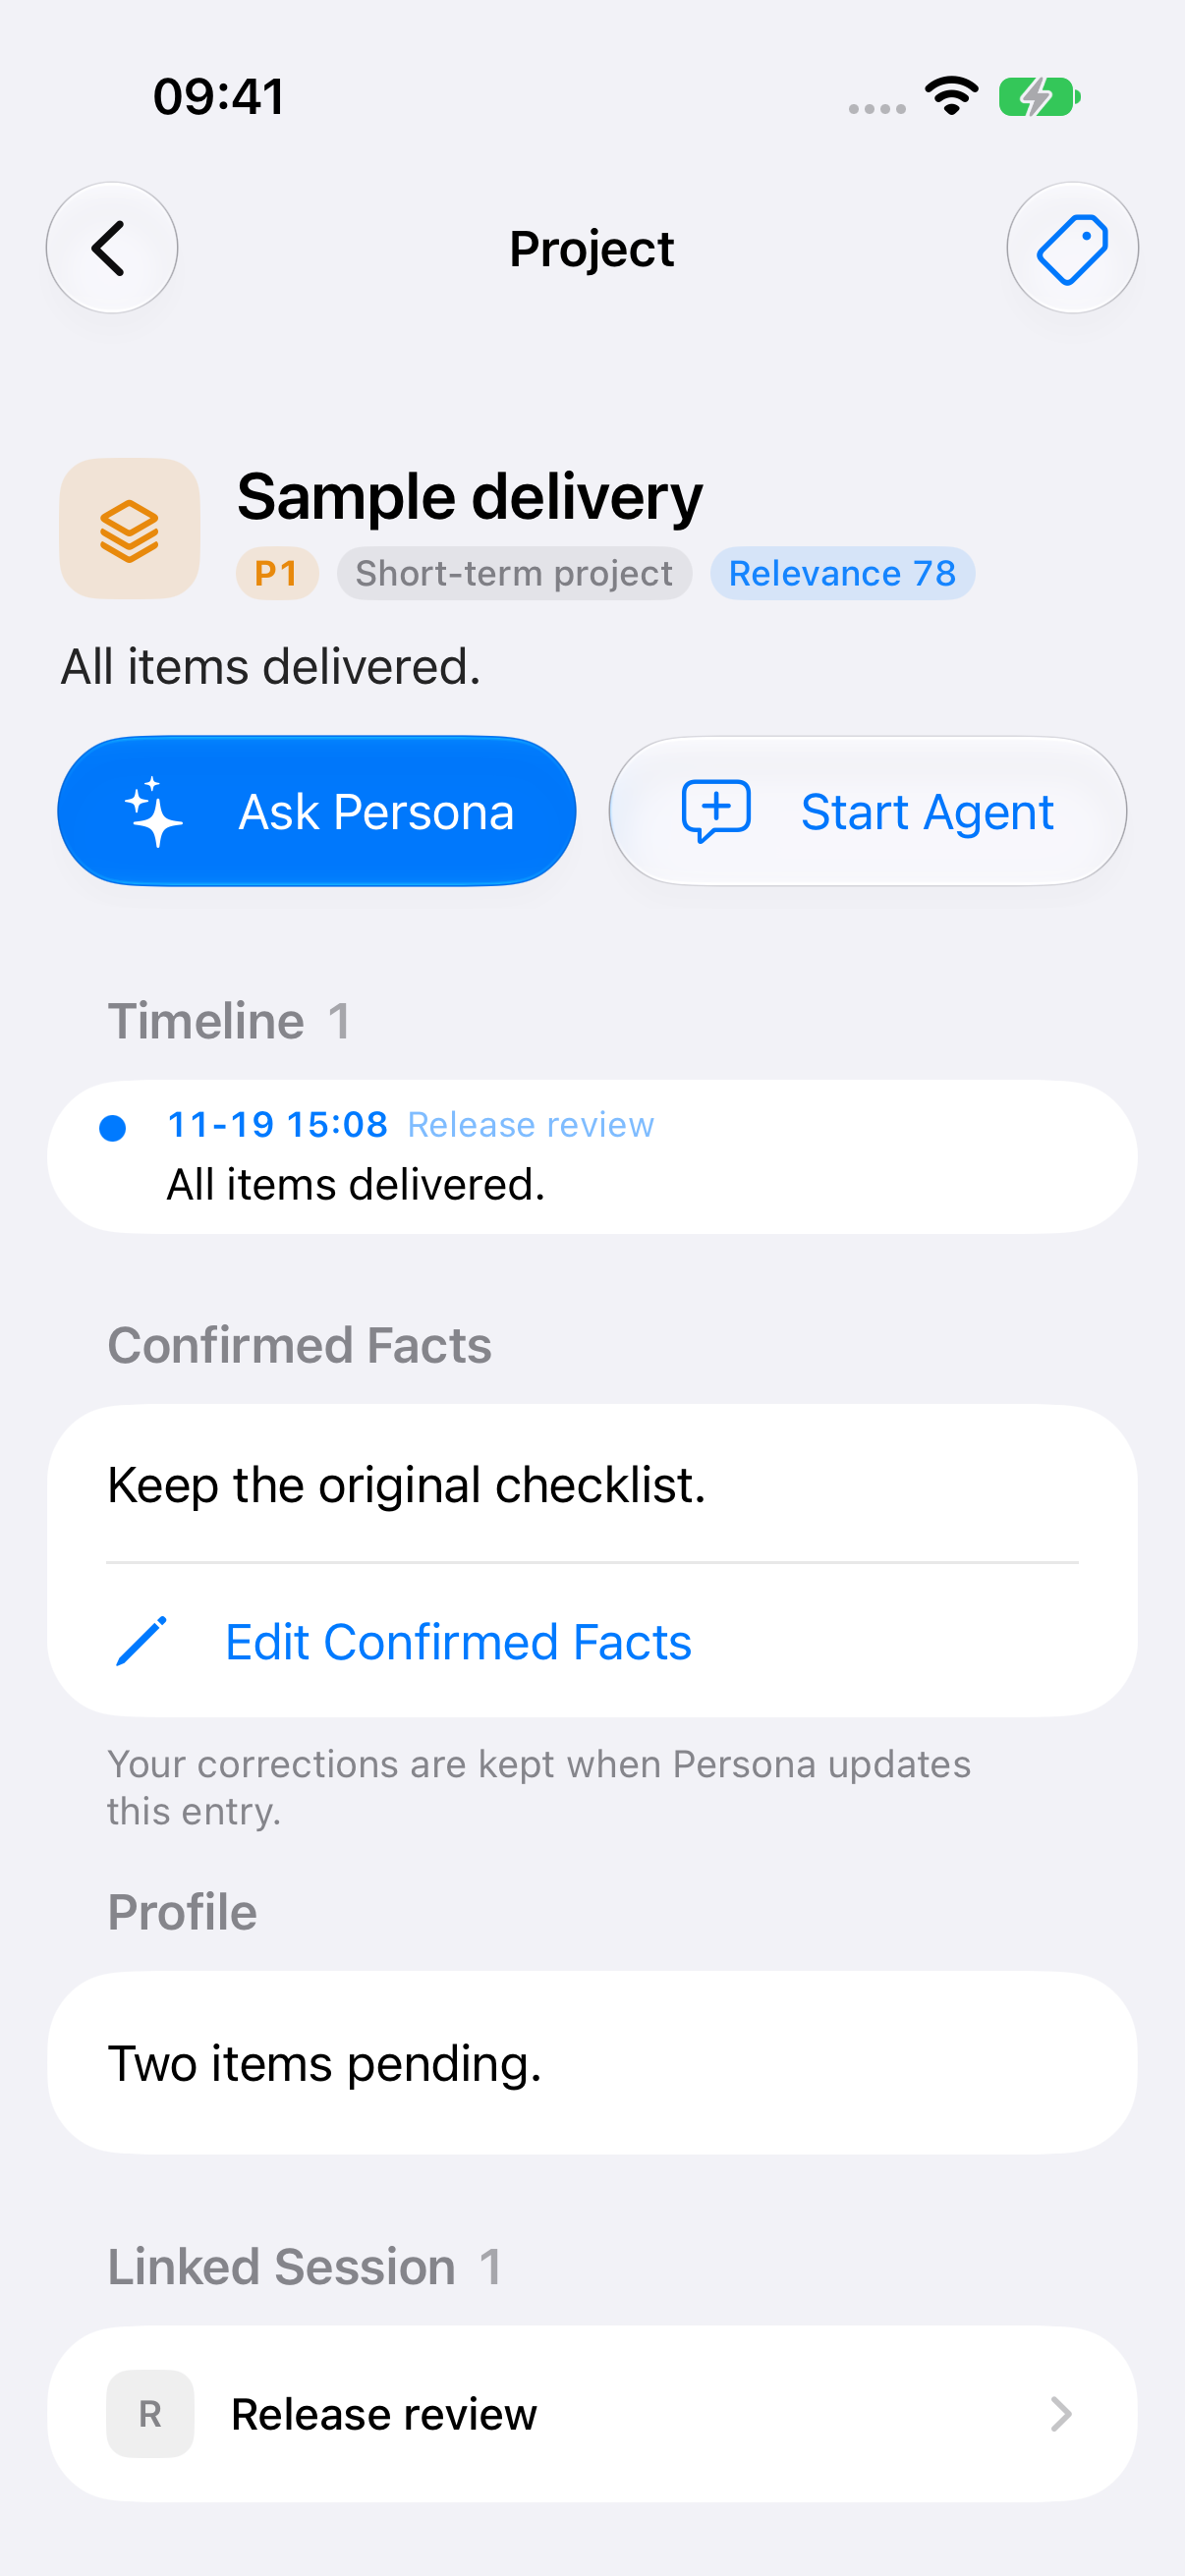 09:41
Project
Sample delivery
P1 Short-term project Relevance 78
All items delivered.
Ask Persona Start Agent
Timeline 1
11-19 15:08 Release review
All items delivered.
Confirmed Facts
Keep the original checklist.
Edit Confirmed Facts
Your corrections are kept when Persona updates
this entry.
Profile
Two items pending.
Linked Session 1
R Release review